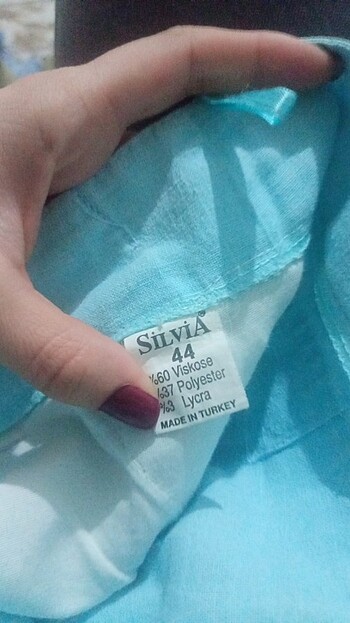 SiLViA
44
%60 Viskose
%37 Polyester
%3 Lycra
MADE IN TURKEY